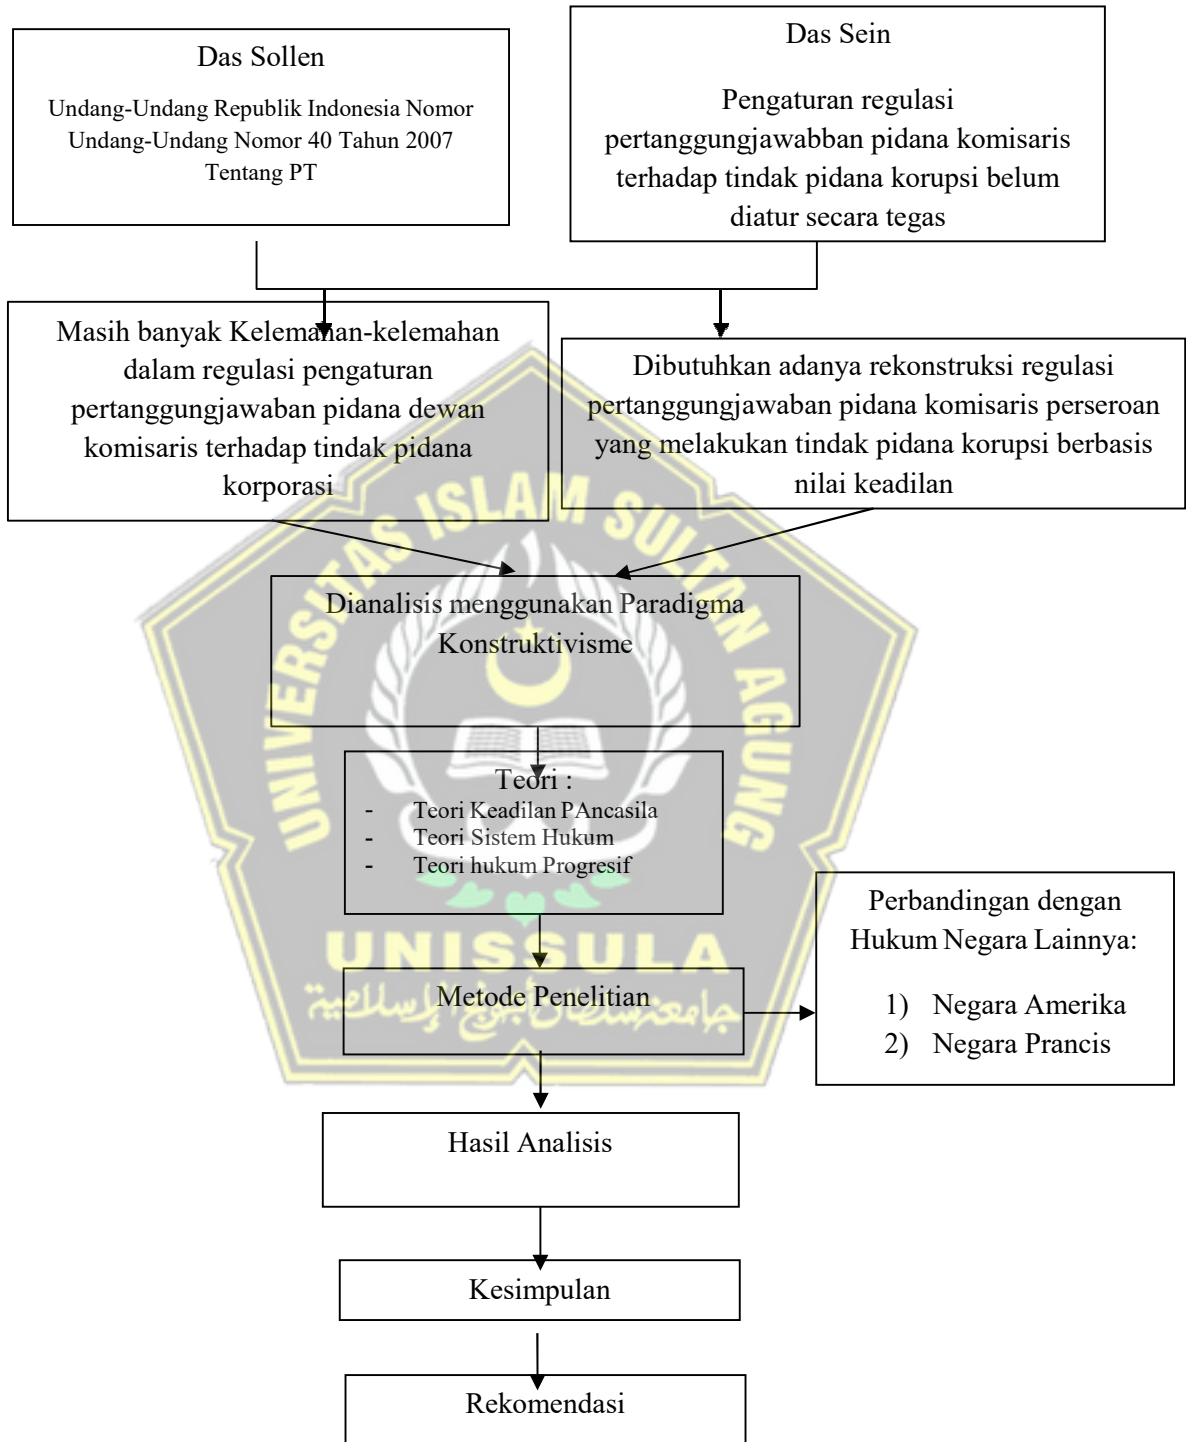 Das Sollen
Undang-Undang Republik Indonesia Nomor
Undang-Undang Nomor 40 Tahun 2007
Tentang PT
Das Sein
Pengaturan regulasi
pertanggungjawabban pidana komisaris
terhadap tindak pidana korupsi belum
diatur secara tegas
Masih banyak Kelemahan-kelemahan
dalam regulasi pengaturan
pertanggungjawaban pidana dewan
komisaris terhadap tindak pidana
korporasi
Dibutuhkan adanya rekonstruksi regulasi
pertanggungjawaban pidana komisaris perseroan
yang melakukan tindak pidana korupsi berbasis
nilai keadilan
UNIVERSITAS ISLAM SULTAN AGUNG
Dianalisis menggunakan Paradigma
Konstruktivisme
Teori :
- Teori Keadilan PAncasila
- Teori Sistem Hukum
- Teori hukum Progresif
UNISSULA
جامعتسلطان أبجونج الإسلامية
Metode Penelitian
Perbandingan dengan
Hukum Negara Lainnya:
1) Negara Amerika
2) Negara Prancis
Hasil Analisis
Kesimpulan
Rekomendasi